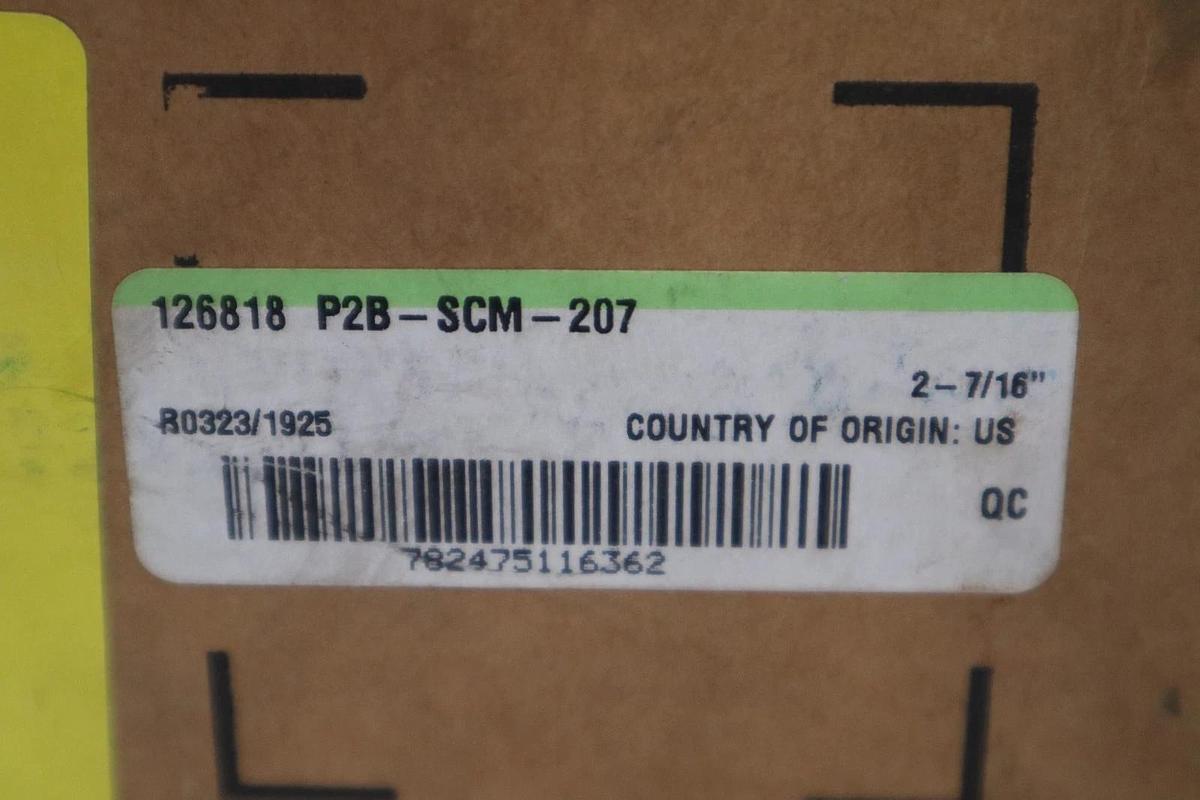 126818 P2B-SCM-207
2-7/16"
R0323/1925
COUNTRY OF ORIGIN: US
QC
782475116362